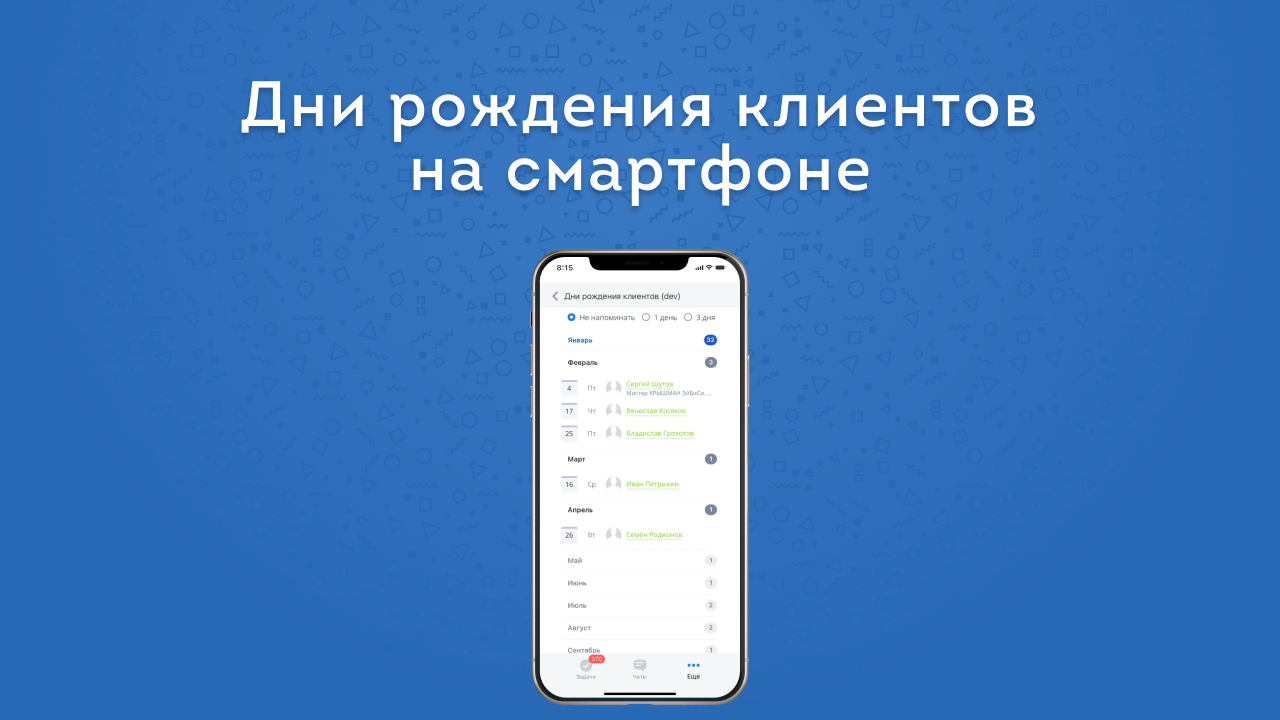 Дни рождения клиентов
на смартфоне
8:15
Дни рождения клиентов (dev)
Не напоминать 1 день 3 дня
Январь 32
Февраль 3
4 Пт Сергей Шутов
Мистер КРЫШМАН ЭйБиСи, ...
17 Чт Вячеслав Косяков
25 Пт Владислав Грохотов
Март 1
16 Ср Иван Петрыкин
Апрель 1
26 Вт Семён Родионов
Май 1
Июнь 1
Июль 2
Август 2
Сентябрь 1
370
Задачи Чаты Еще